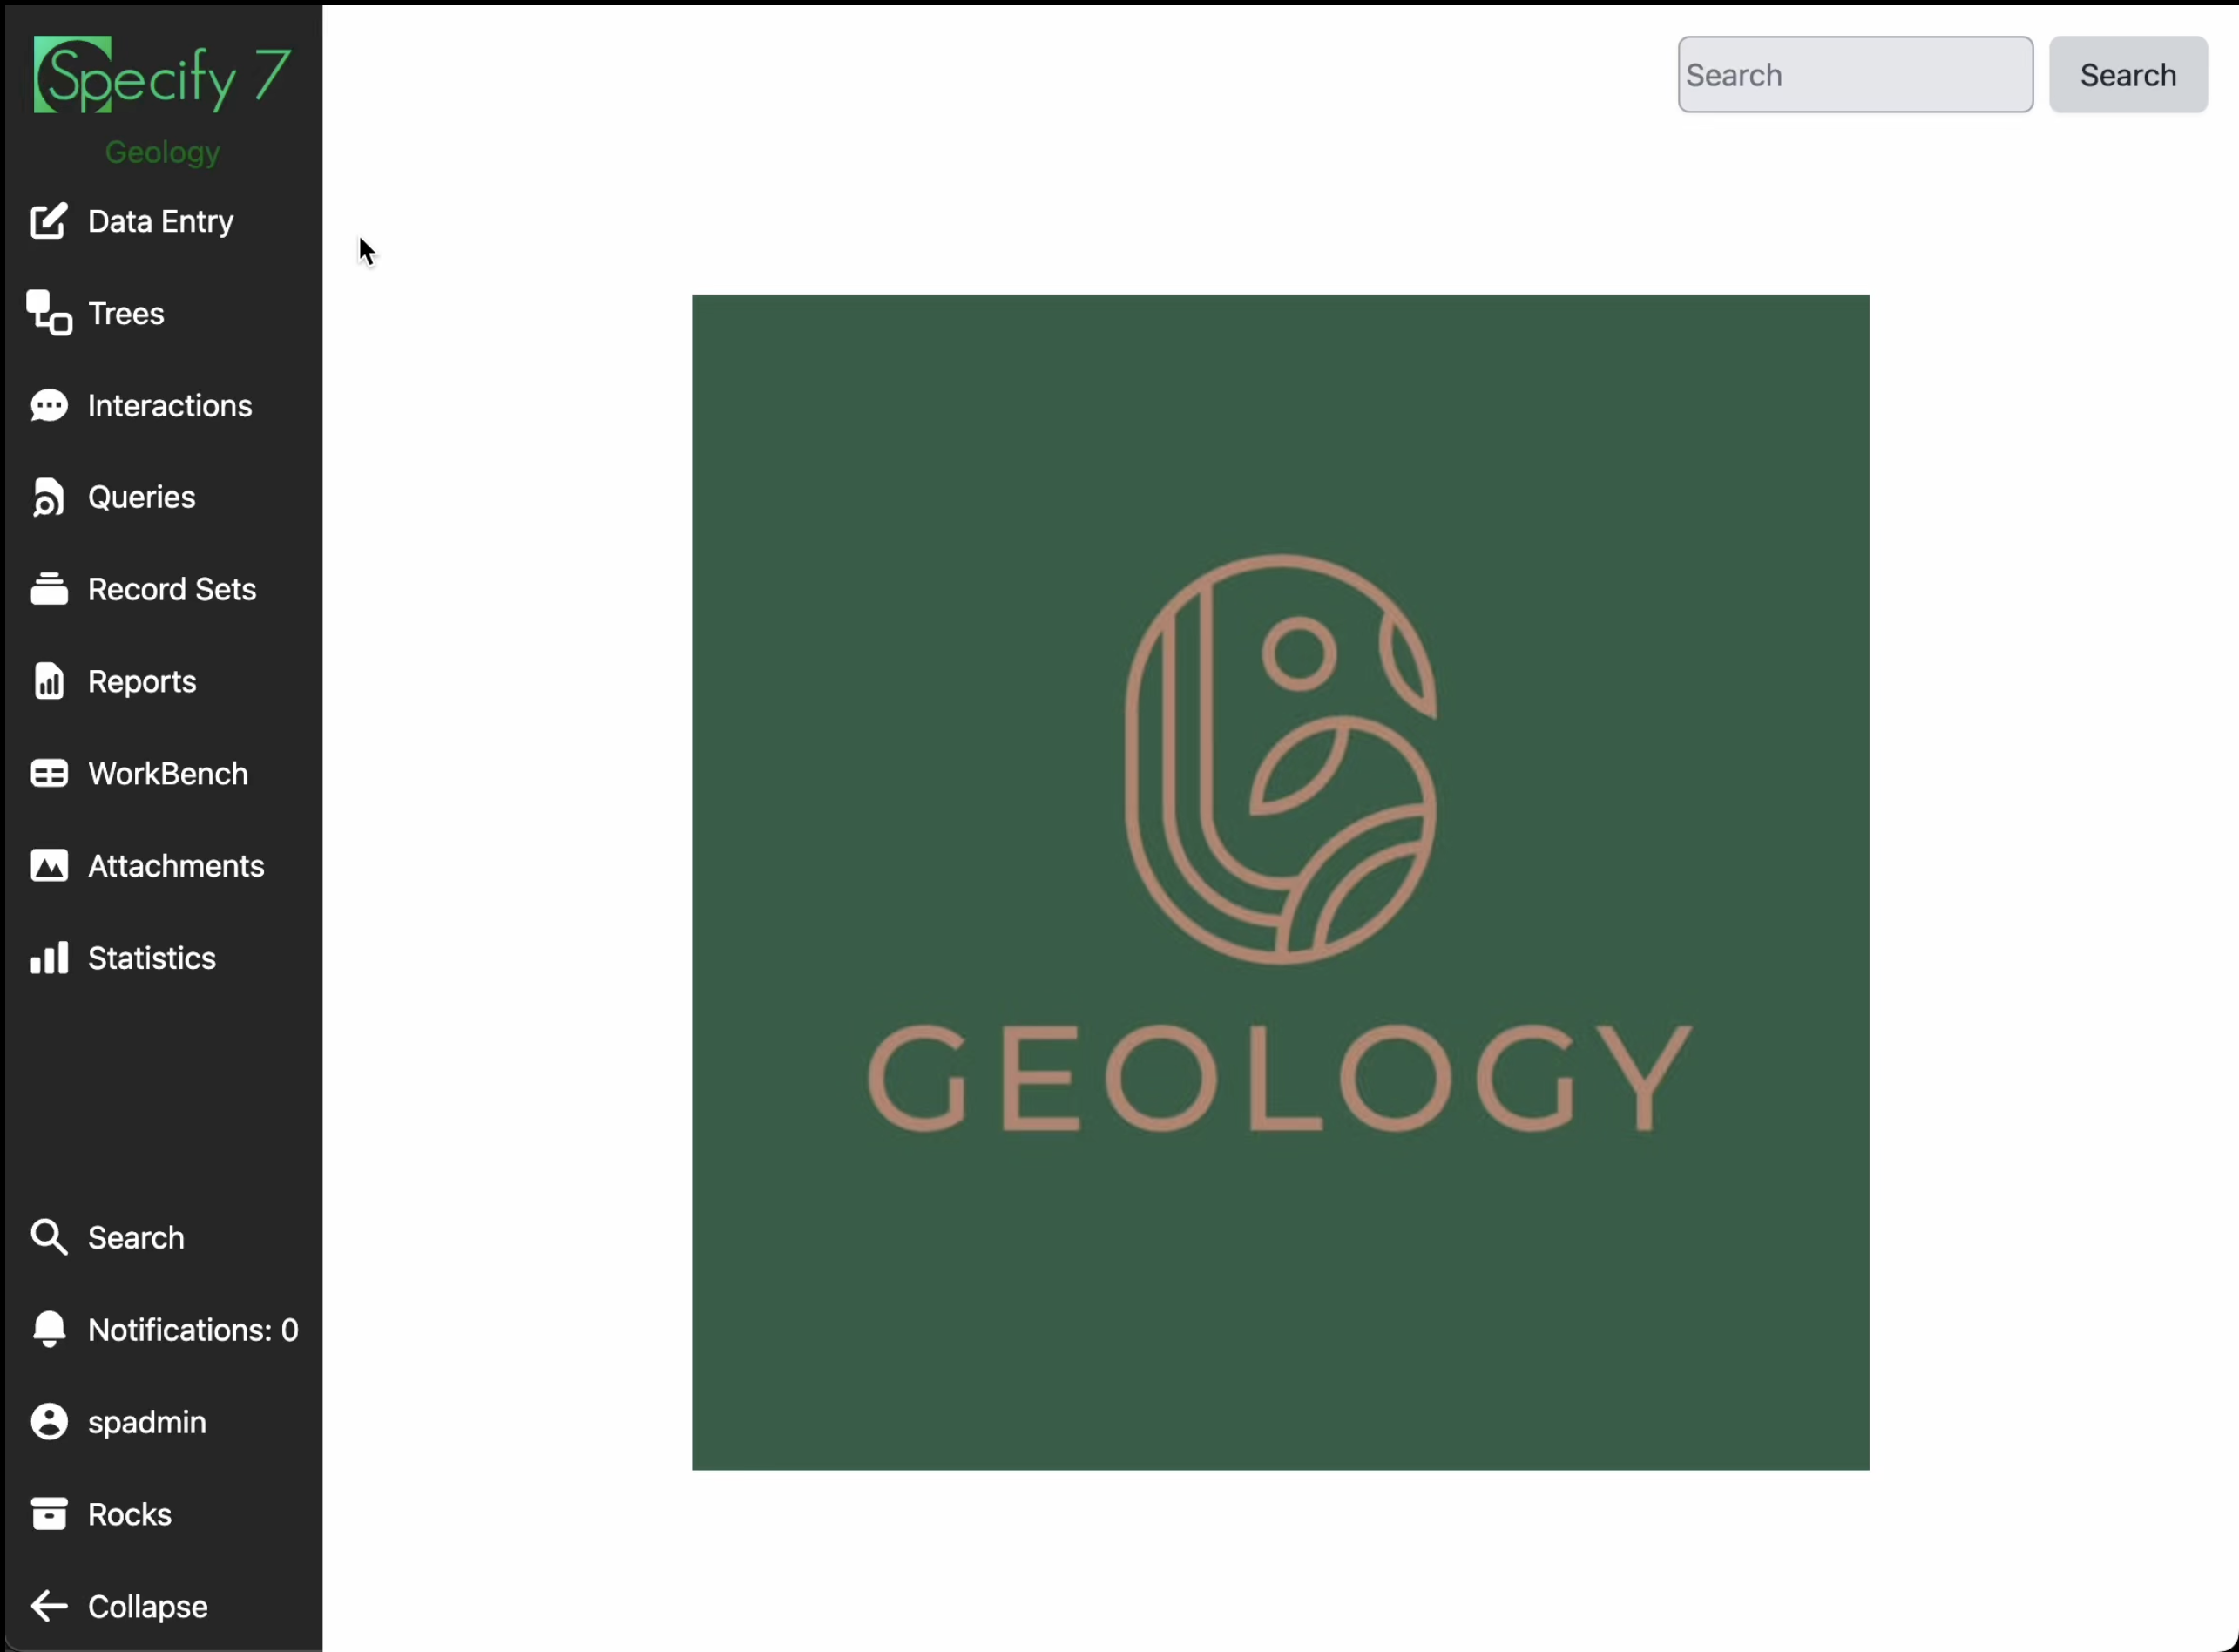 Specify 7
Geology
Search
Search
Data Entry
Trees
Interactions
Queries
Record Sets
Reports
WorkBench
Attachments
Statistics
GEOLOGY
Search
Notifications: 0
spadmin
Rocks
Collapse